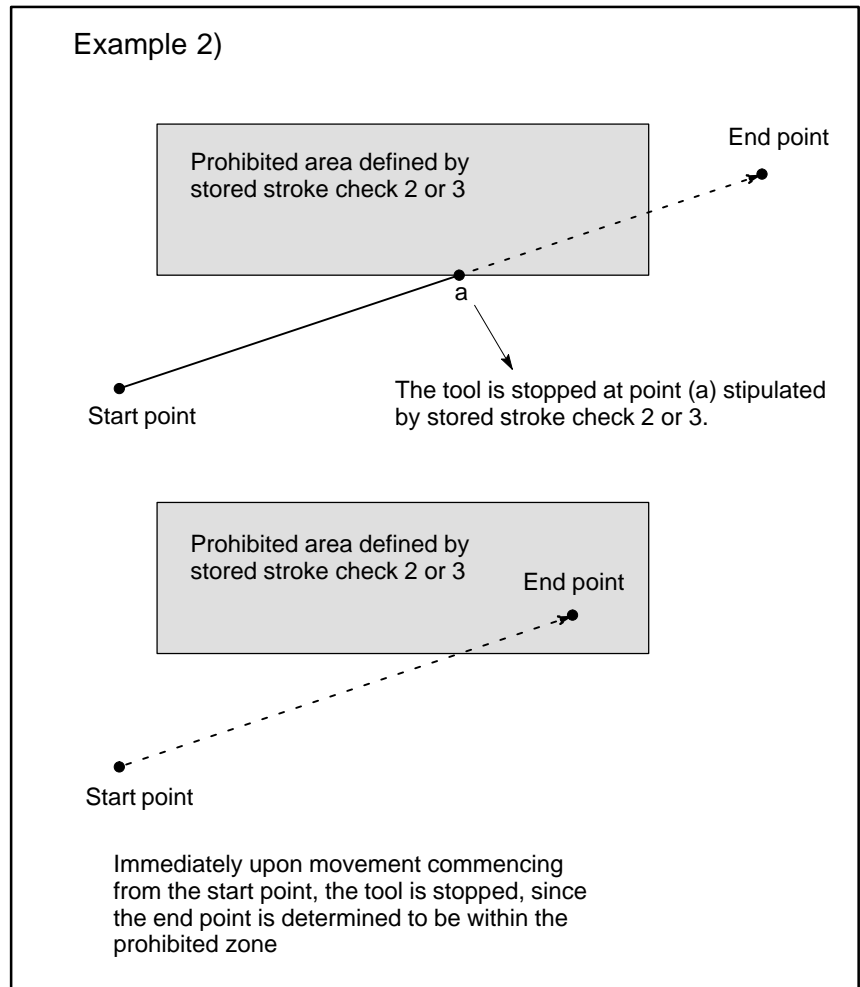 Example 2)
Prohibited area defined by
stored stroke check 2 or 3
End point
a
Start point
The tool is stopped at point (a) stipulated
by stored stroke check 2 or 3.
Prohibited area defined by
stored stroke check 2 or 3
End point
Start point
Immediately upon movement commencing
from the start point, the tool is stopped, since
the end point is determined to be within the
prohibited zone